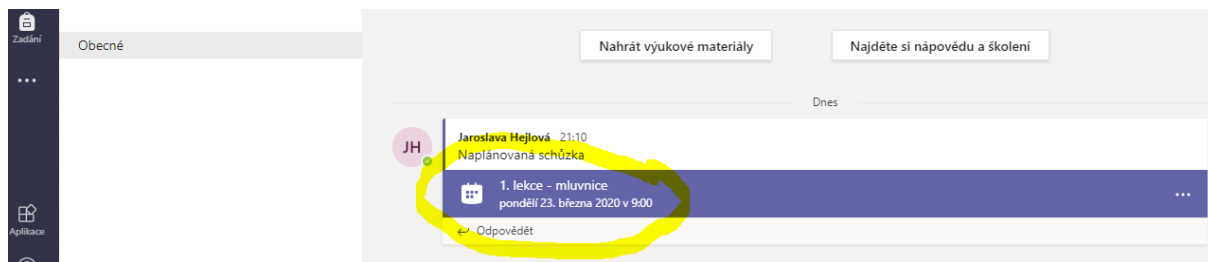 Zadání
Obecné
Nahrát výukové materiály
Najděte si nápovědu a školení
Dnes
JH
Jaroslava Hejlová 21:10
Naplánovaná schůzka
1. lekce - mluvnice
pondělí 23. března 2020 v 9:00
Odpovědět
Aplikace